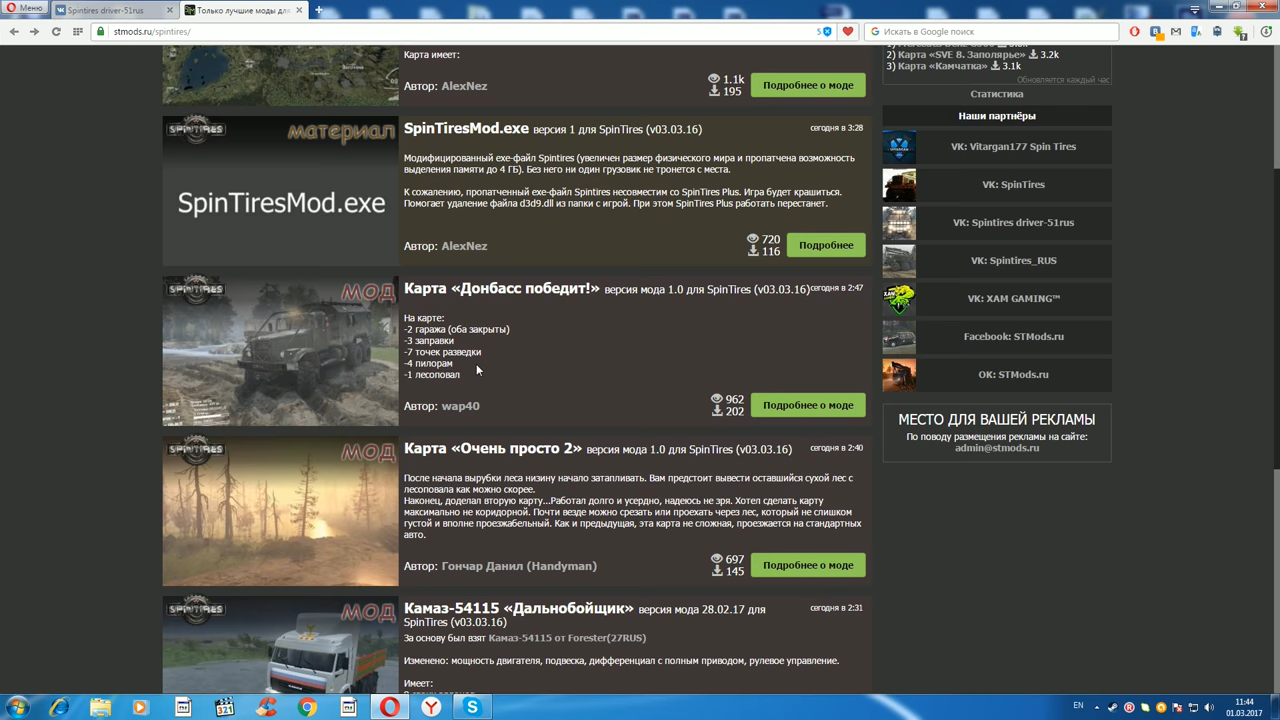 Меню
Spintires driver-51rus
Только лучшие моды для
stmods.ru/spintires/
5
Искать в Google поиск
Карта имеет:
Автор: AlexNez
1.1k
195
Подробнее о моде
SPINTIRES
материал
SpinTiresMod.exe
SpinTiresMod.exe версия 1 для SpinTires (v03.03.16)
сегодня в 3:28
Модифицированный exe-файл Spintires (увеличен размер физического мира и пропатчена возможность
выделения памяти до 4 ГБ). Без него ни один грузовик не тронется с места.
К сожалению, пропатченный exe-файл Spintires несовместим со SpinTires Plus. Игра будет крашиться.
Помогает удаление файла d3d9.dll из папки с игрой. При этом SpinTires Plus работать перестанет.
Автор: AlexNez
720
116
Подробнее
SPINTIRES
МОД
Карта «Донбасс победит!» версия мода 1.0 для SpinTires (v03.03.16)
сегодня в 2:47
На карте:
-2 гаража (оба закрыты)
-3 заправки
-7 точек разведки
-4 пилорам
-1 лесоповал
Автор: wap40
962
202
Подробнее о моде
SPINTIRES
МОД
Карта «Очень просто 2» версия мода 1.0 для SpinTires (v03.03.16)
сегодня в 2:40
После начала вырубки леса низину начало затапливать. Вам предстоит вывести оставшийся сухой лес с
лесоповала как можно скорее.
Наконец, доделал вторую карту...Работал долго и усердно, надеюсь не зря. Хотел сделать карту
максимально не коридорной. Почти везде можно срезать или проехать через лес, который не слишком
густой и вполне проезжабельный. Как и предыдущая, эта карта не сложная, проезжается на стандартных
авто.
Автор: Гончар Данил (Handyman)
697
145
Подробнее о моде
SPINTIRES
МОД
Камаз-54115 «Дальнобойщик» версия мода 28.02.17 для
SpinTires (v03.03.16)
сегодня в 2:31
За основу был взят Камаз-54115 от Forester(27RUS)
Изменено: мощность двигателя, подвеска, дифференциал с полным приводом, рулевое управление.
Имеет:
2) Карта «SVE 8. Заполярье» 3.2k
3) Карта «Камчатка» 3.1k
Обновляется каждый час
Статистика
Наши партнёры
VK: Vitargan177 Spin Tires
VK: SpinTires
VK: Spintires driver-51rus
VK: Spintires_RUS
VK: XAM GAMING™
Facebook: STMods.ru
OK: STMods.ru
МЕСТО ДЛЯ ВАШЕЙ РЕКЛАМЫ
По поводу размещения рекламы на сайте:
admin@stmods.ru
321
EN
11:44
01.03.2017